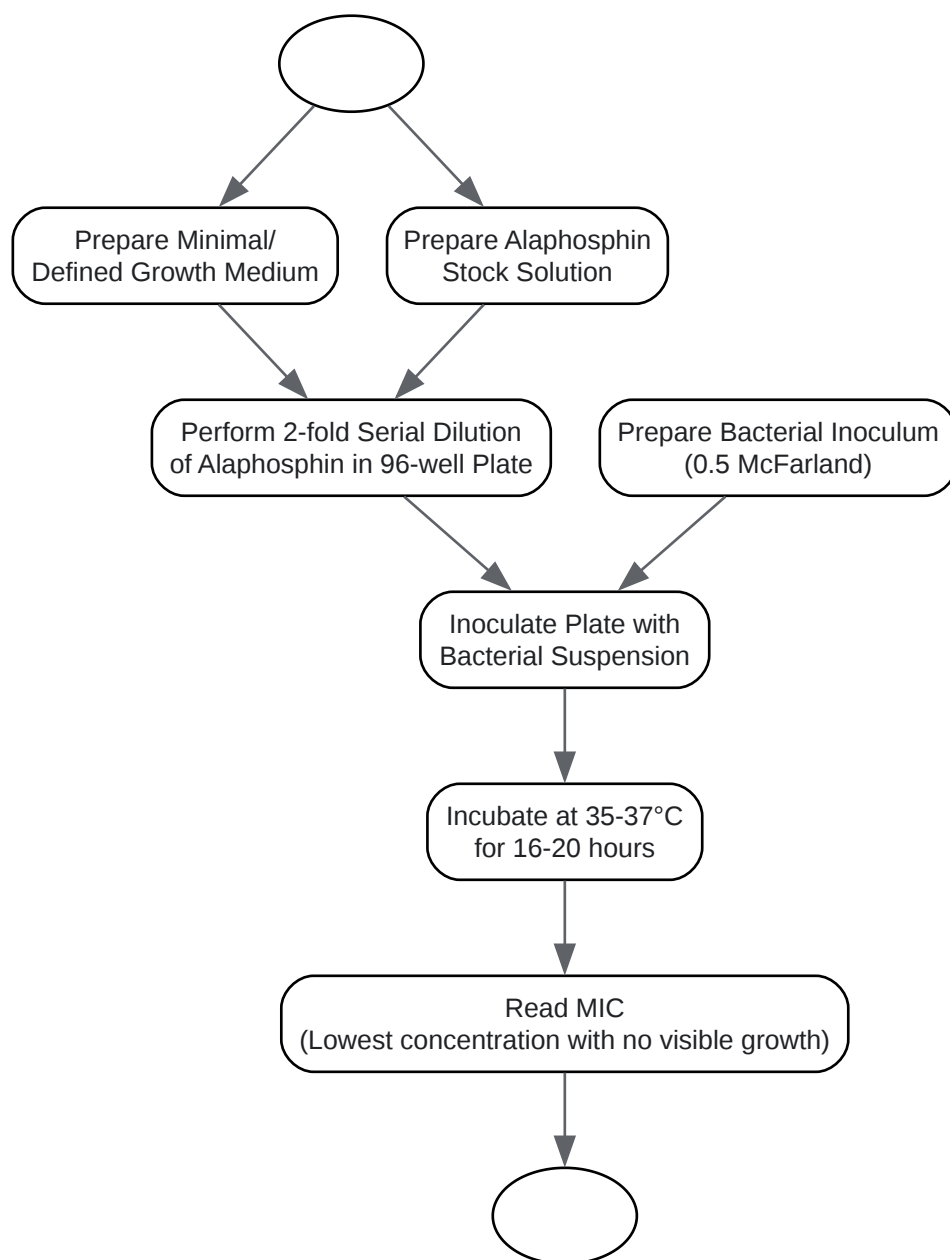 Prepare Minimal/
Defined Growth Medium
Prepare Alaphosphin
Stock Solution
Perform 2-fold Serial Dilution
of Alaphosphin in 96-well Plate
Prepare Bacterial Inoculum
(0.5 McFarland)
Inoculate Plate with
Bacterial Suspension
Incubate at 35-37°C
for 16-20 hours
Read MIC
(Lowest concentration with no visible growth)